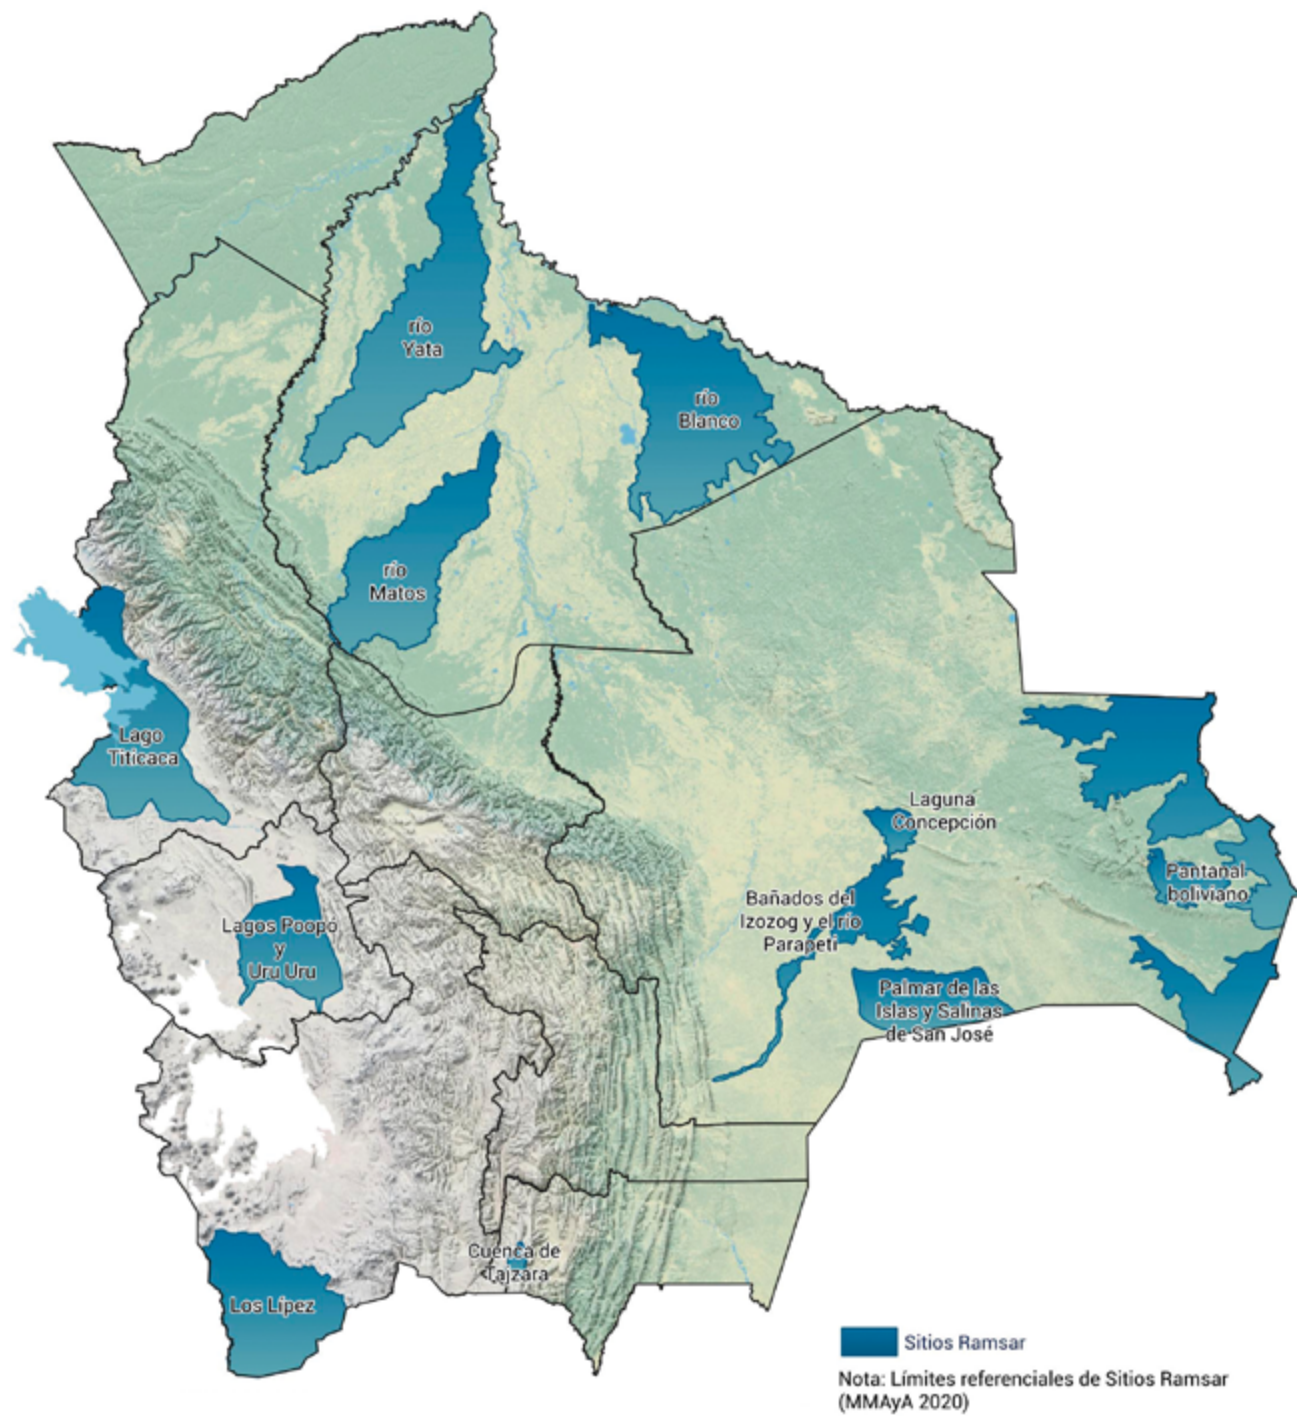 río
Yata
río
Blanco
río
Matos
Lago
Titicaca
Laguna
Concepción
Pantanal
boliviano
Bañados del
Izozog y el río
Parapetí
Lagos Poopó
y
Uru Uru
Palmar de las
Islas y Salinas
de San José
Cuenca de
Tajzara
Los Lípez
Sitios Ramsar
Nota: Límites referenciales de Sitios Ramsar
(MMAyA 2020)